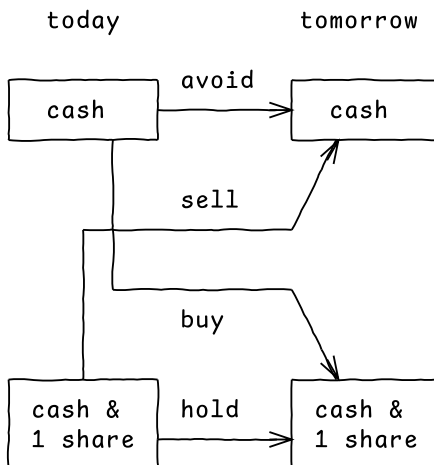 today tomorrow
avoid
cash cash
sell
buy
cash & hold cash &
1 share 1 share